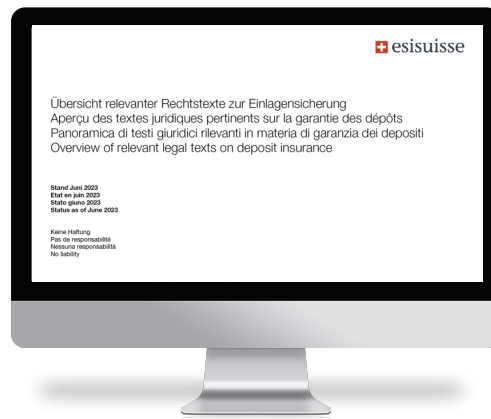 esisuisse
Übersicht relevanter Rechtstexte zur Einlagensicherung
Aperçu des textes juridiques pertinents sur la garantie des dépôts
Panoramica di testi giuridici rilevanti in materia di garanzia dei depositi
Overview of relevant legal texts on deposit insurance
Stand Juni 2023
Etat en juin 2023
Stato giuno 2023
Status as of June 2023
Keine Haftung
Pas de responsabilité
Nessuna responsabilità
No liability